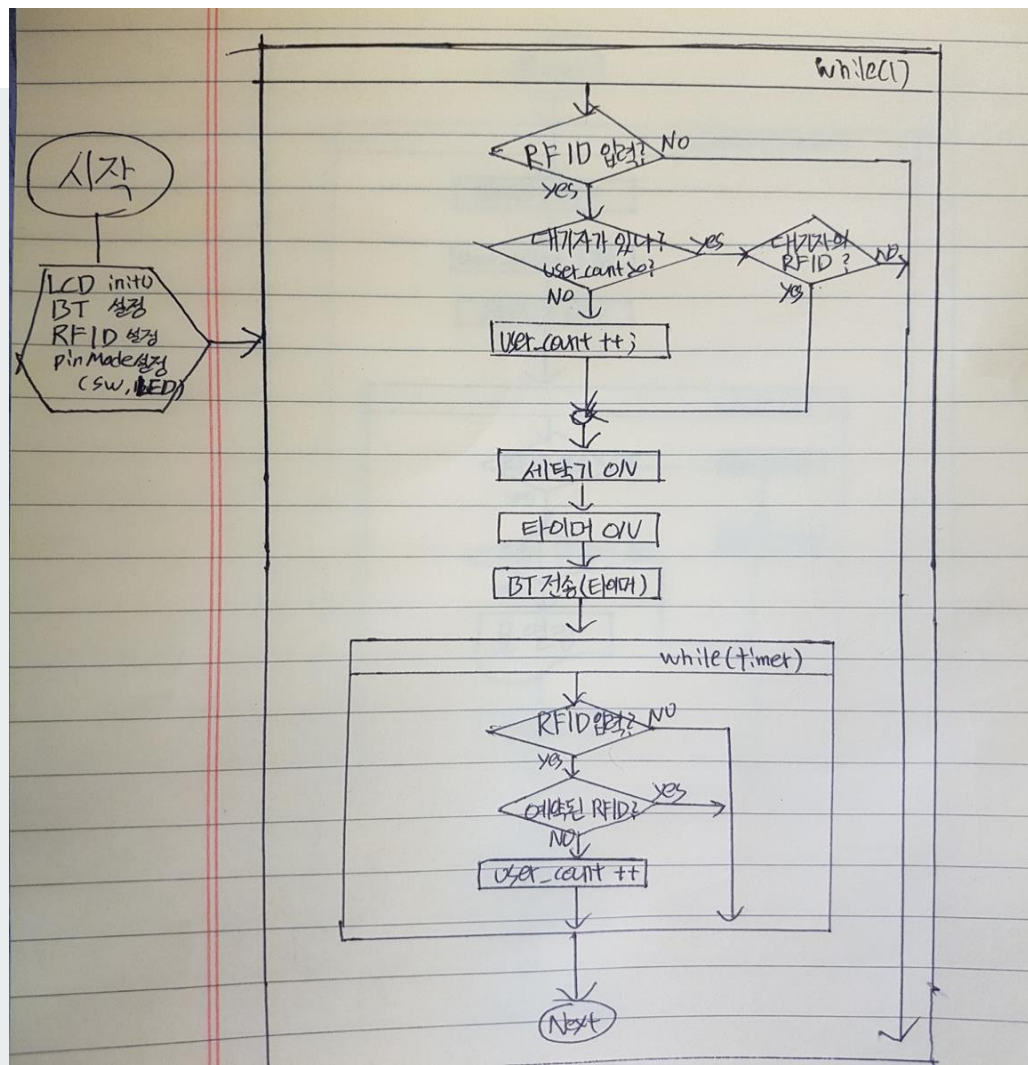 while(1)
시작
LCD init()
BT 설정
RFID 설정
pinMode설정
(SW, LED)
RFID 입력?
NO
yes
대기자가 있나?
user_count>0?
yes
NO
대기자의
RFID?
NO
yes
user_count ++;
세탁기 ON
타이머 ON
BT 전송(타이머)
while(timer)
RFID입력?
NO
yes
예약된 RFID?
yes
NO
user_count ++
Next